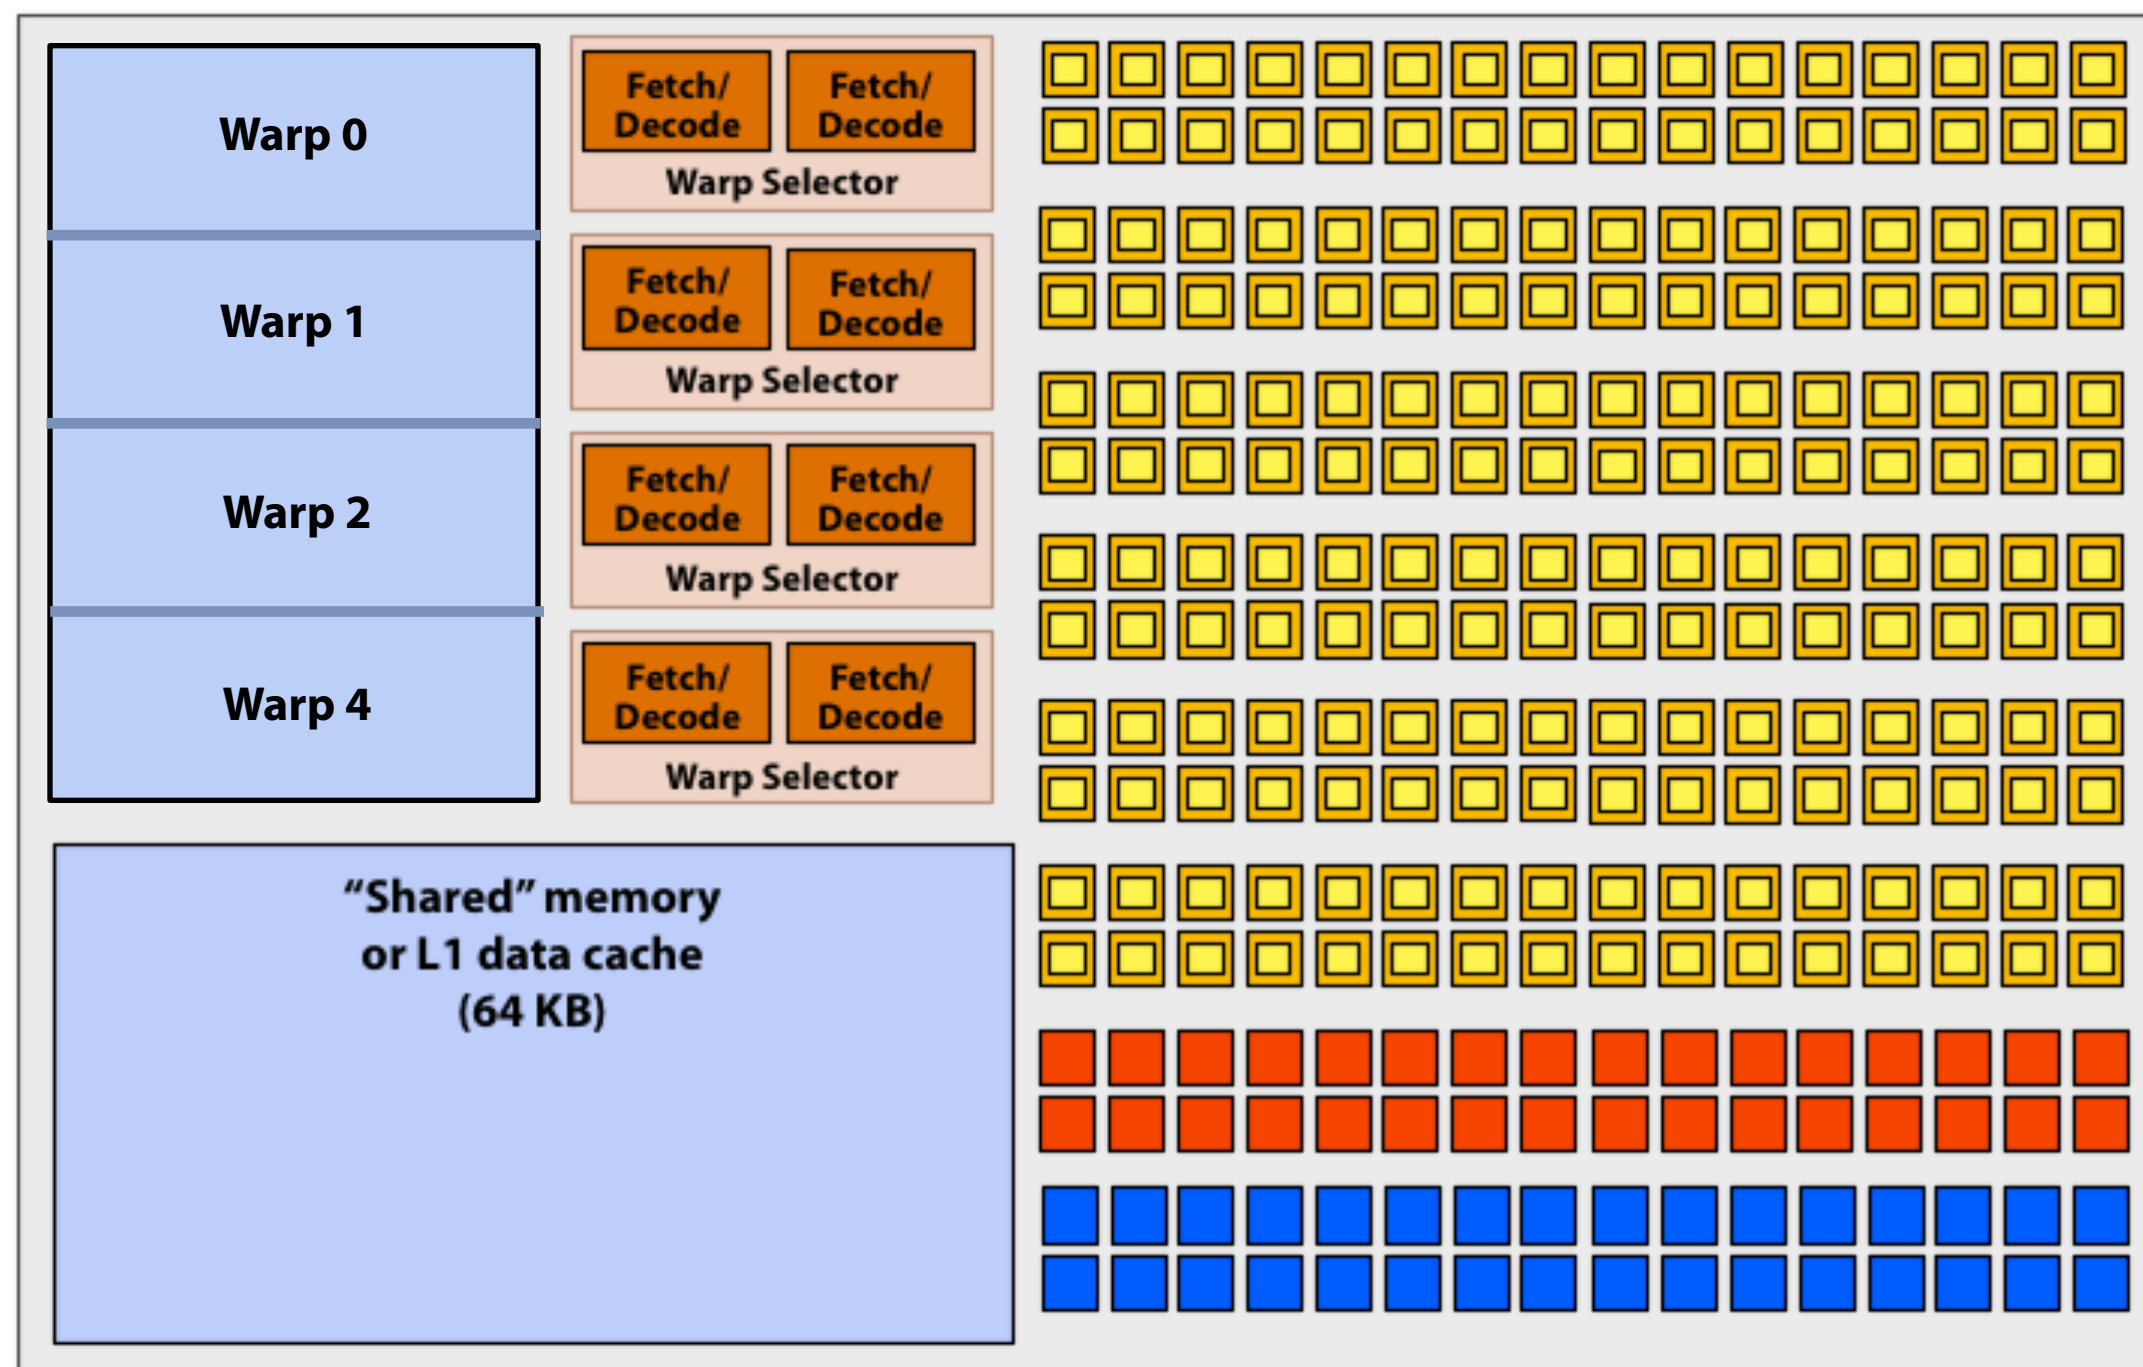 Warp 0
Warp 1
Warp 2
Warp 4
Fetch/
Decode
Fetch/
Decode
Warp Selector
Fetch/
Decode
Fetch/
Decode
Warp Selector
Fetch/
Decode
Fetch/
Decode
Warp Selector
Fetch/
Decode
Fetch/
Decode
Warp Selector
“Shared” memory
or L1 data cache
(64 KB)